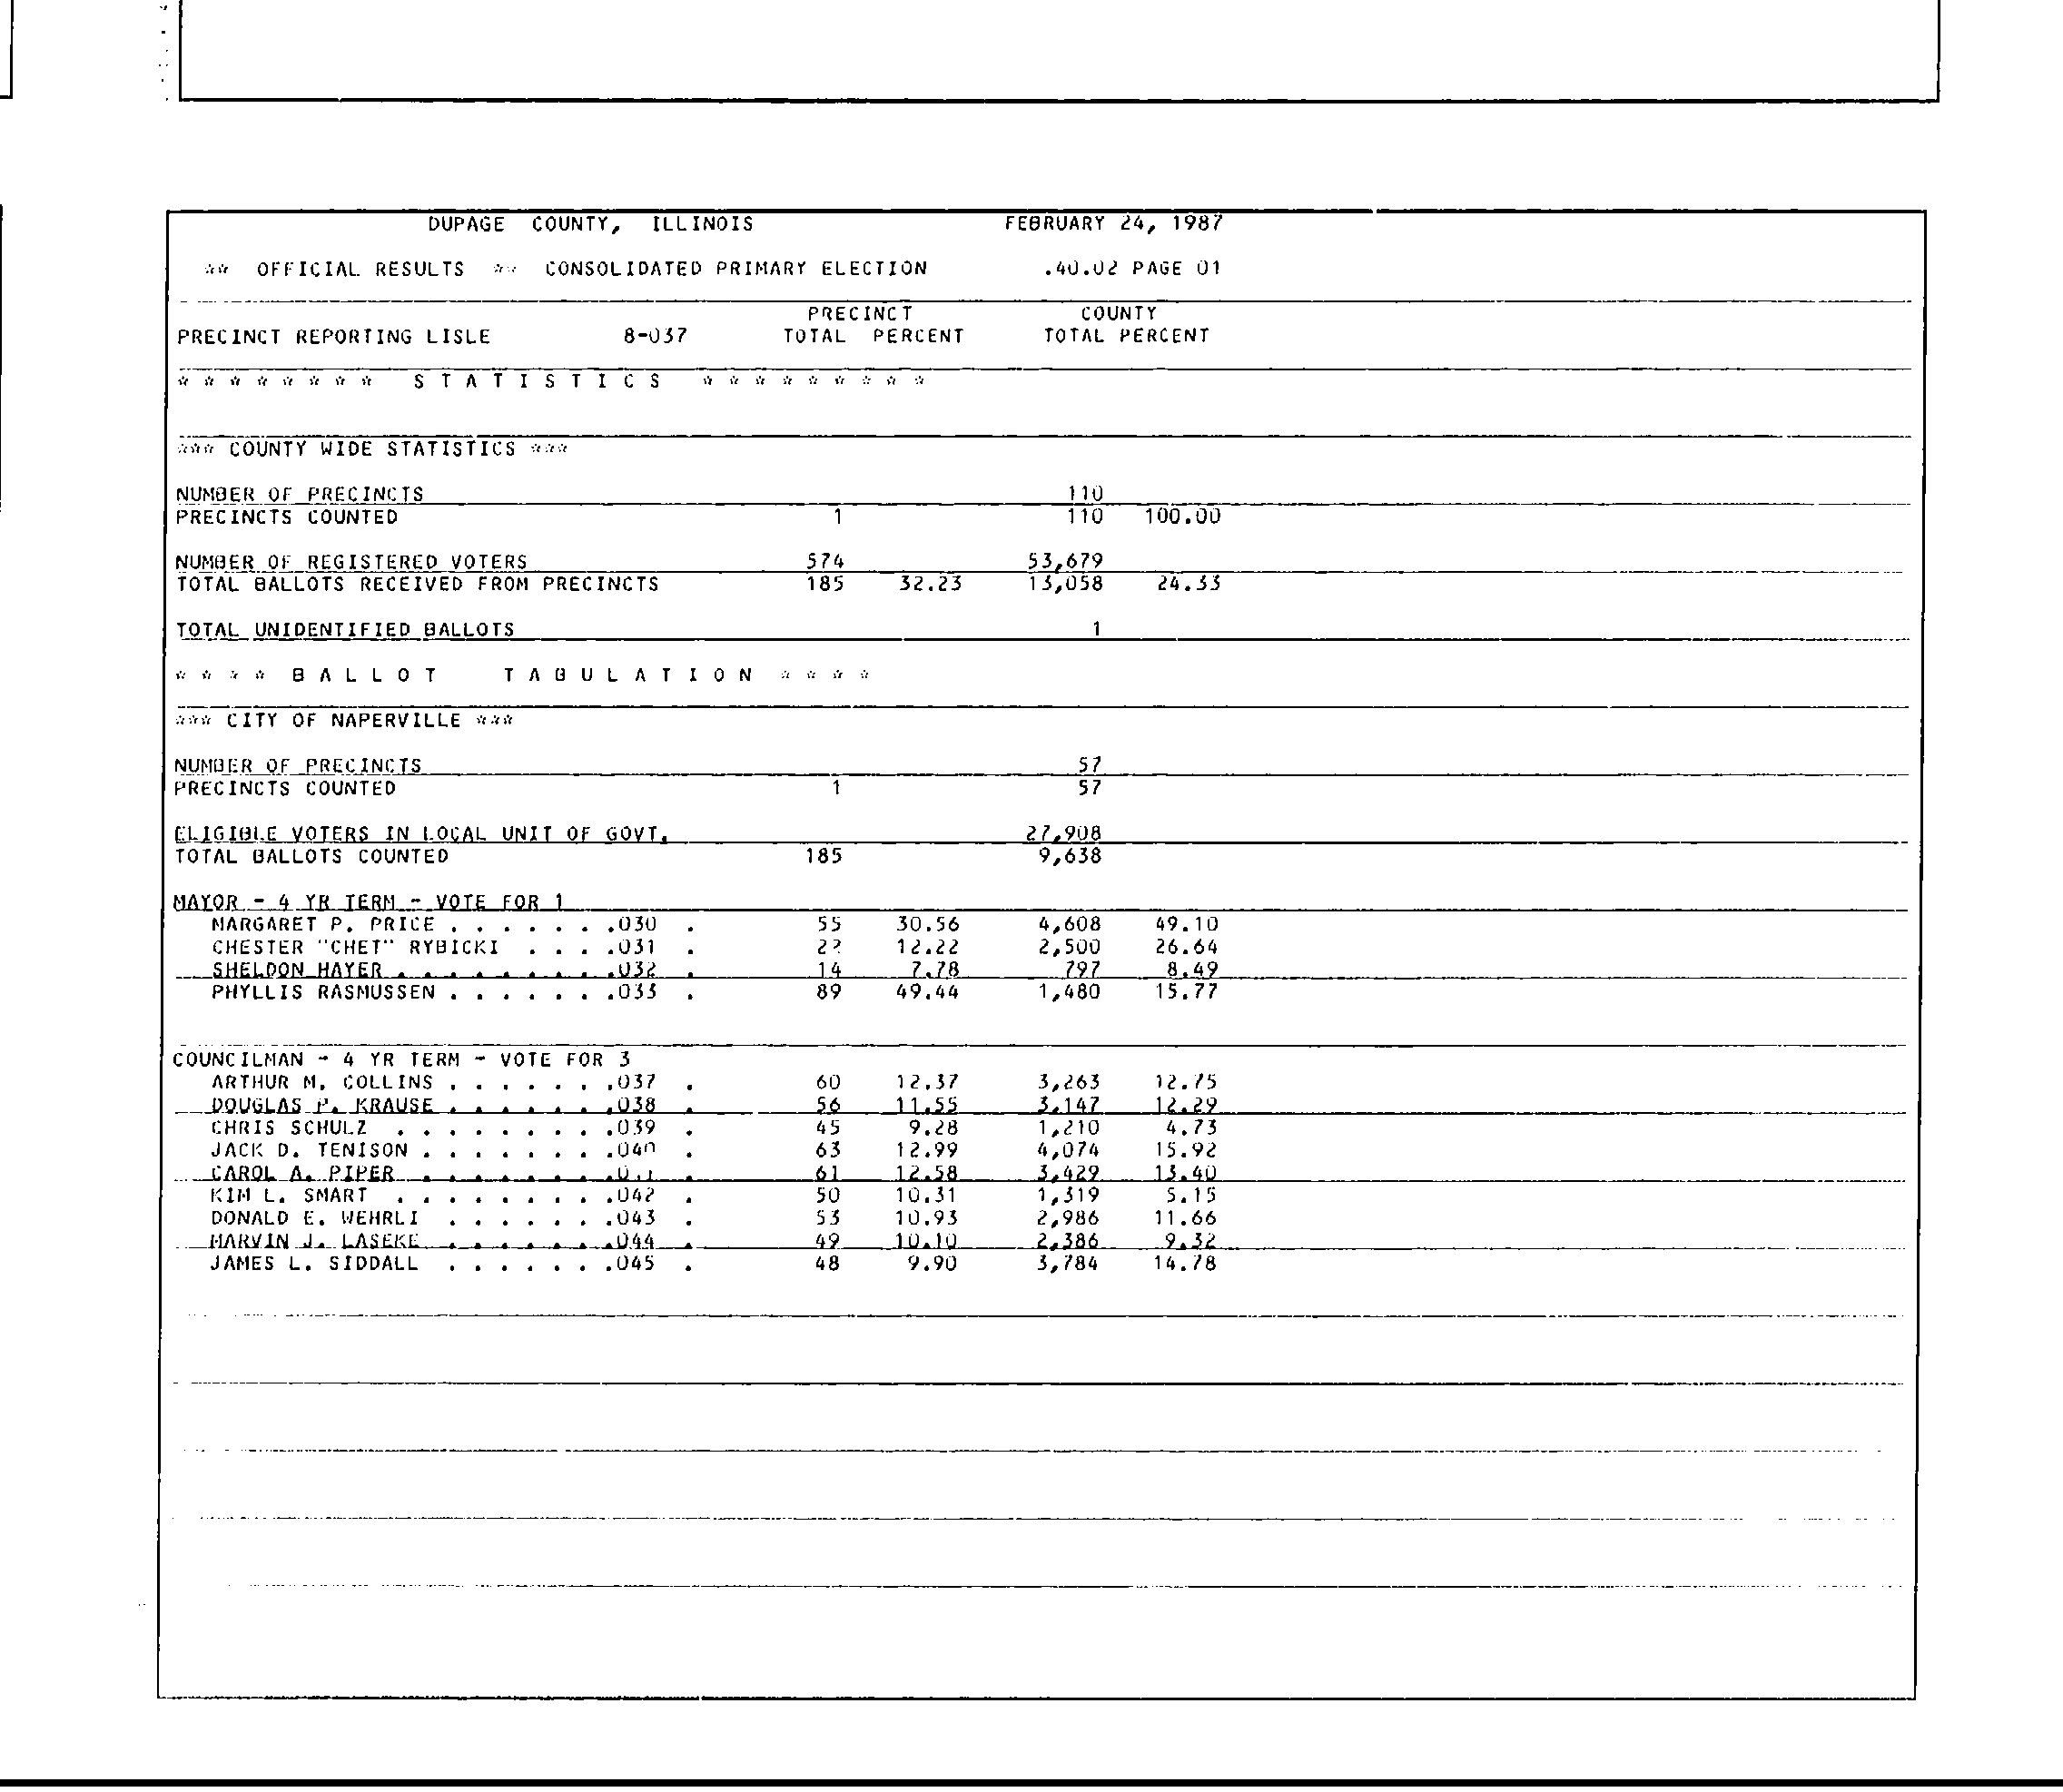 DUPAGE COUNTY, ILLINOIS FEBRUARY 24, 1987
** OFFICIAL RESULTS ** CONSOLIDATED PRIMARY ELECTION .40.02 PAGE 01
PRECINCT COUNTY
PRECINCT REPORTING LISLE 8-037 TOTAL PERCENT TOTAL PERCENT
* * * * * * * * S T A T I S T I C S * * * * * * * * *
*** COUNTY WIDE STATISTICS ***
NUMBER OF PRECINCTS 110
PRECINCTS COUNTED 1 110 100.00
NUMBER OF REGISTERED VOTERS 574 53,679
TOTAL BALLOTS RECEIVED FROM PRECINCTS 185 32.23 13,058 24.33
TOTAL UNIDENTIFIED BALLOTS 1
* * * * B A L L O T T A B U L A T I O N * * * *
*** CITY OF NAPERVILLE ***
NUMBER OF PRECINCTS 57
PRECINCTS COUNTED 1 57
ELIGIBLE VOTERS IN LOCAL UNIT OF GOVT. 27,908
TOTAL BALLOTS COUNTED 185 9,638
MAYOR - 4 YR TERM - VOTE FOR 1
MARGARET P. PRICE . . . . . . .030 . 55 30.56 4,608 49.10
CHESTER "CHET" RYBICKI . . . .031 . 22 12.22 2,500 26.64
SHELDON HAYER . . . . . . . . .032 . 14 7.78 797 8.49
PHYLLIS RASMUSSEN . . . . . . .033 . 89 49.44 1,480 15.77
COUNCILMAN - 4 YR TERM - VOTE FOR 3
ARTHUR M. COLLINS . . . . . . .037 . 60 12.37 3,263 12.75
DOUGLAS P. KRAUSE . . . . . . .038 . 56 11.55 3,147 12.29
CHRIS SCHULZ . . . . . . . . .039 . 45 9.28 1,210 4.73
JACK D. TENISON . . . . . . . .040 . 63 12.99 4,074 15.92
CAROL A. PIPER . . . . . . . . . 61 12.58 3,429 13.40
KIM L. SMART . . . . . . . . .042 . 50 10.31 1,319 5.15
DONALD E. WEHRLI . . . . . . .043 . 53 10.93 2,986 11.66
MARVIN J. LASEKE . . . . . . .044 . 49 10.10 2,386 9.32
JAMES L. SIDDALL . . . . . . .045 . 48 9.90 3,784 14.78